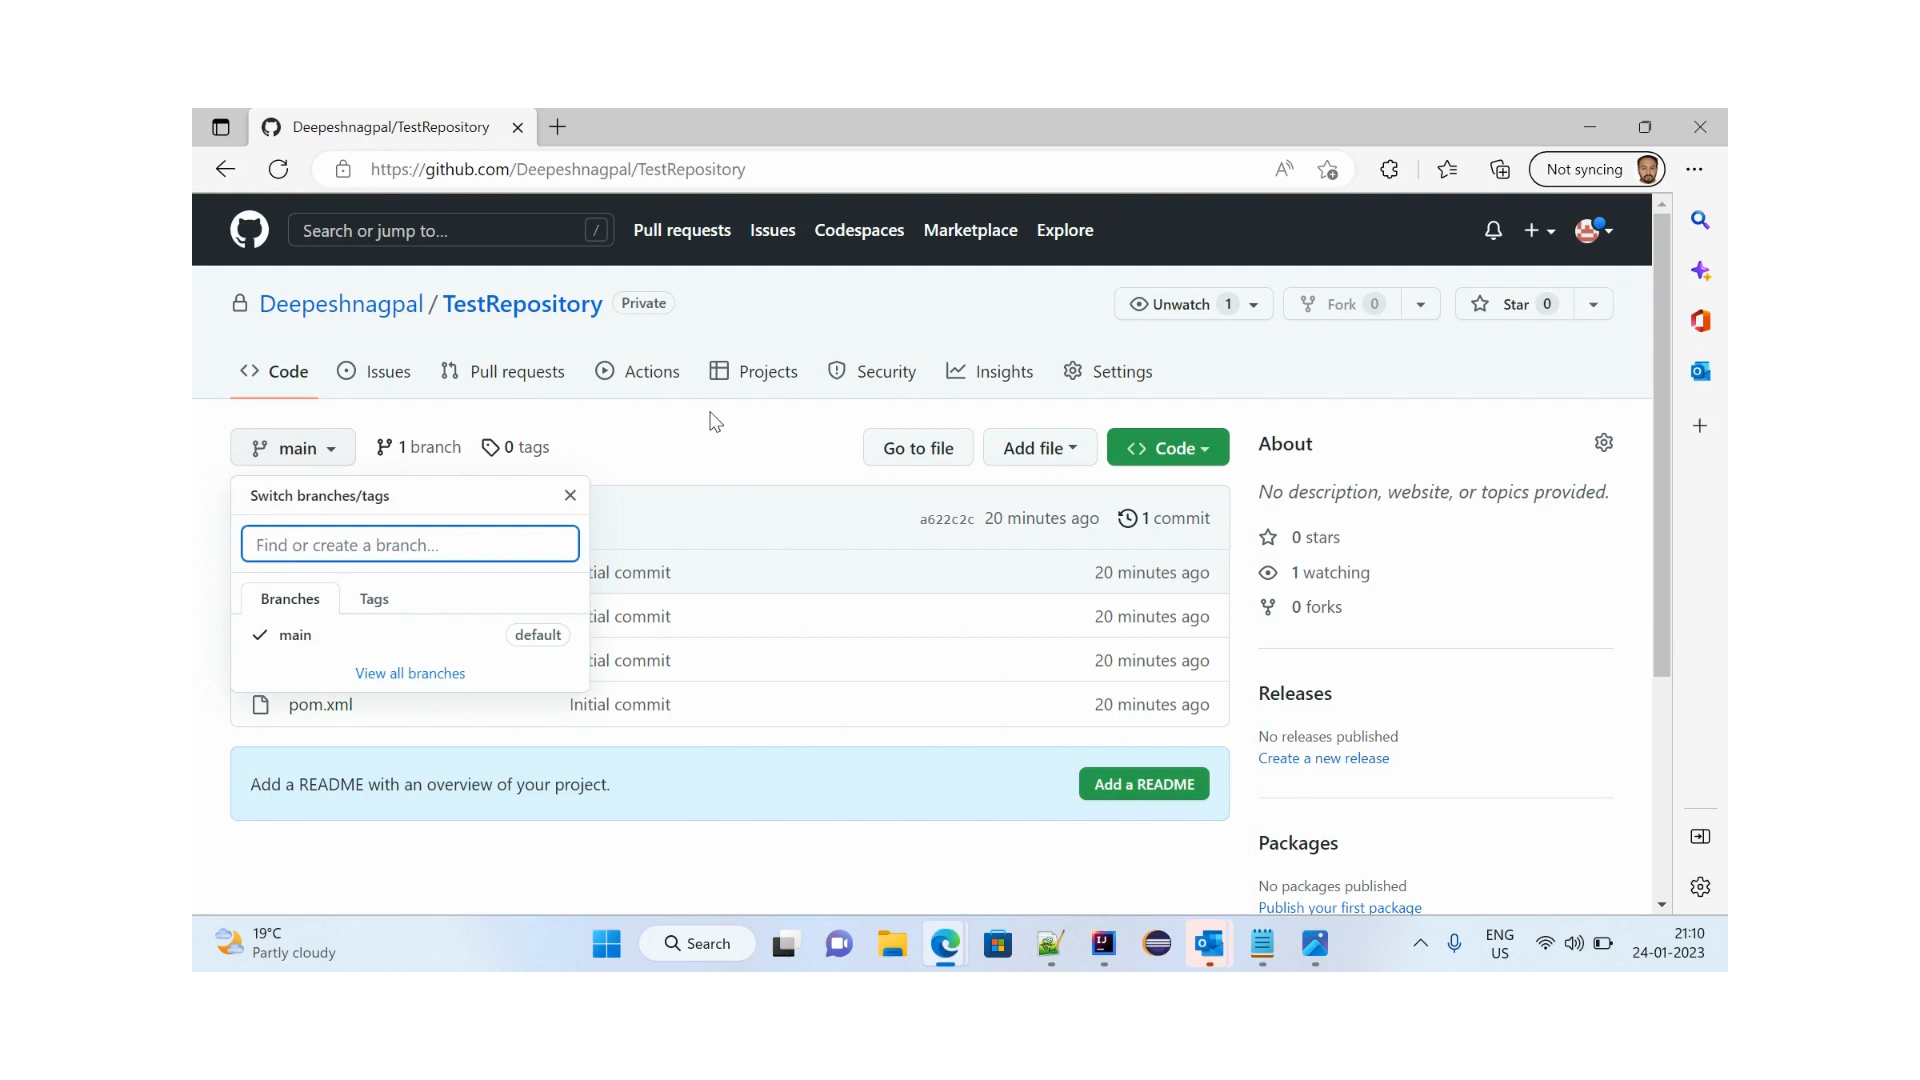 Deepeshnagpal/TestRepository
https://github.com/Deepeshnagpal/TestRepository
Not syncing
Search or jump to...
/
Pull requests
Issues
Codespaces
Marketplace
Explore
Deepeshnagpal / TestRepository
Private
Unwatch 1
Fork 0
Star 0
Code
Issues
Pull requests
Actions
Projects
Security
Insights
Settings
main
1 branch
0 tags
Go to file
Add file
Code
About
Switch branches/tags
No description, website, or topics provided.
a622c2c 20 minutes ago
1 commit
Find or create a branch...
0 stars
tial commit
20 minutes ago
1 watching
Branches
Tags
0 forks
tial commit
20 minutes ago
main
default
tial commit
20 minutes ago
View all branches
Releases
pom.xml
Initial commit
20 minutes ago
No releases published
Create a new release
Add a README with an overview of your project.
Add a README
Packages
No packages published
Publish your first package
19°C
Partly cloudy
Search
ENG
US
21:10
24-01-2023